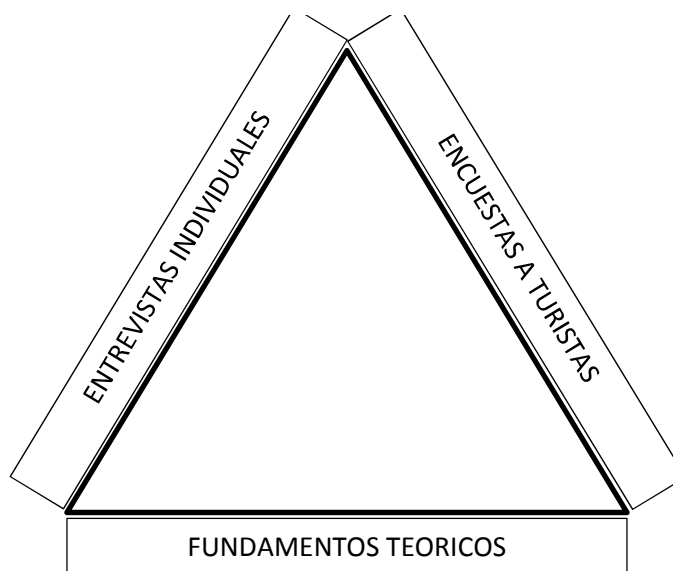 ENTREVISTAS INDIVIDUALES
ENCUESTAS A TURISTAS
FUNDAMENTOS TEORICOS